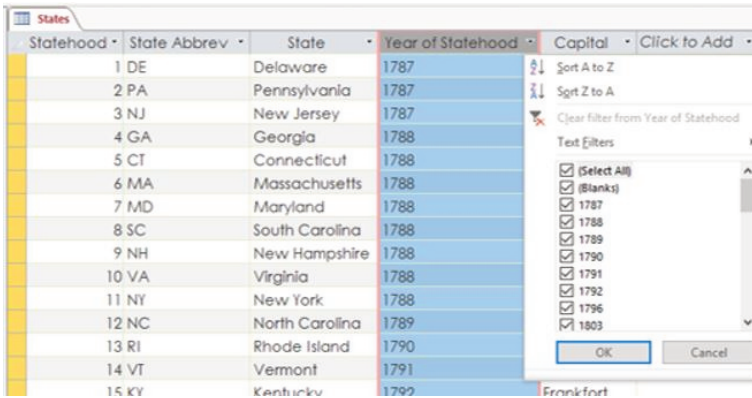 States
Statehood State Abbrev State Year of Statehood Capital Click to Add
1 DE Delaware 1787
2 PA Pennsylvania 1787
3 NJ New Jersey 1787
4 GA Georgia 1788
5 CT Connecticut 1788
6 MA Massachusetts 1788
7 MD Maryland 1788
8 SC South Carolina 1788
9 NH New Hampshire 1788
10 VA Virginia 1788
11 NY New York 1788
12 NC North Carolina 1789
13 RI Rhode Island 1790
14 VT Vermont 1791
15 KY Kentucky 1792 Frankfort
Sort A to Z
Sort Z to A
Clear filter from Year of Statehood
Text Filters
(Select All)
(Blanks)
1787
1788
1789
1790
1791
1792
1796
1803
OK Cancel